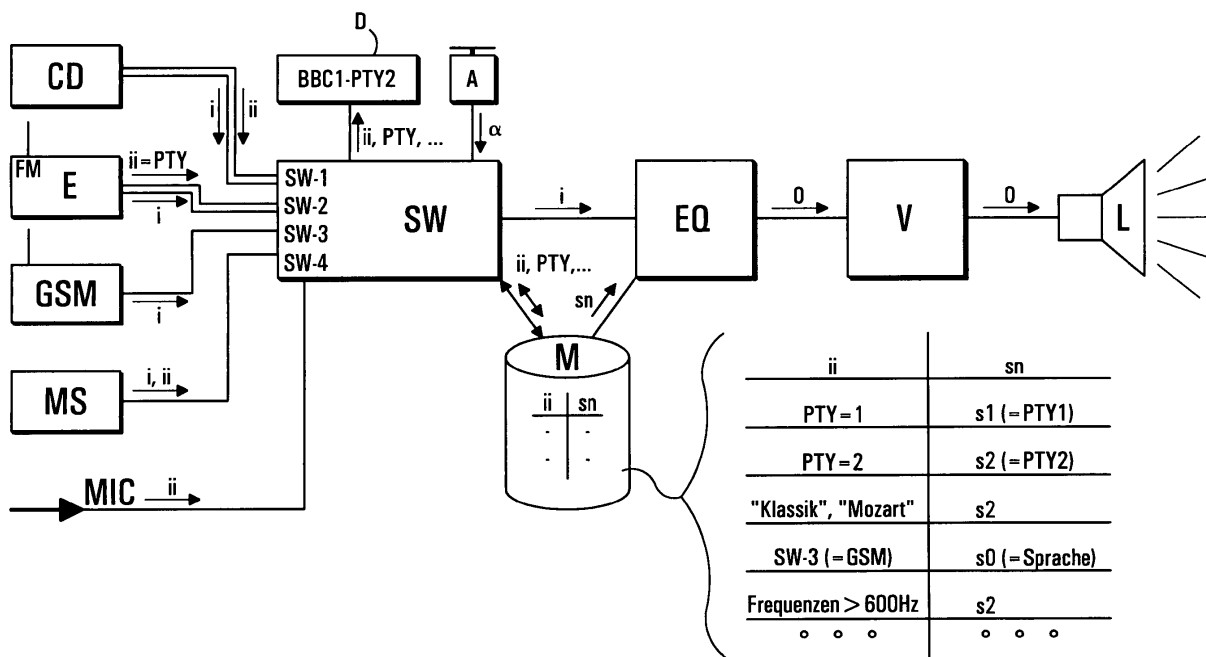 D
CD
BBC1-PTY2
A
i
ii
ii, PTY, ...
α
FM
E
ii=PTY
i
SW-1
SW-2
SW-3
SW-4
SW
i
EQ
0
V
0
L
GSM
i
ii, PTY,...
sn
MS
i, ii
M
ii sn
- -
- -
MIC
ii
ii sn
PTY=1 s1 (=PTY1)
PTY=2 s2 (=PTY2)
"Klassik", "Mozart" s2
SW-3 (=GSM) s0 (=Sprache)
Frequenzen > 600Hz s2